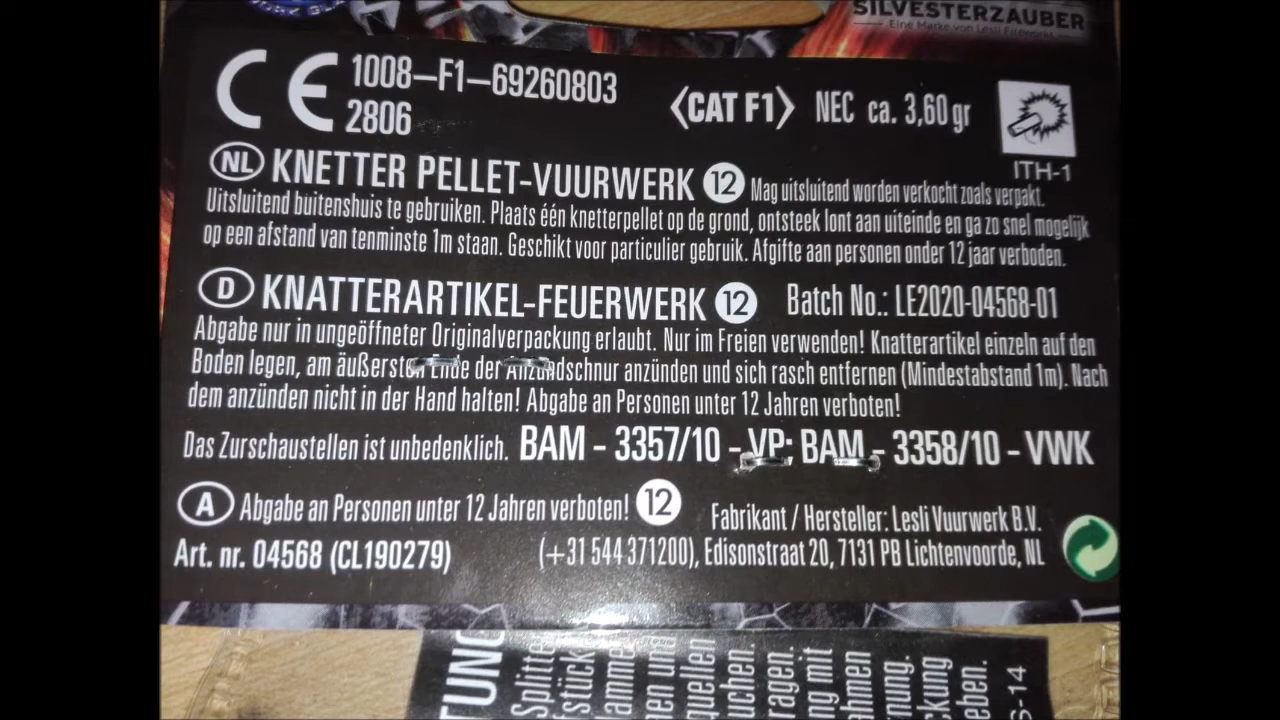 SILVESTERZAUBER
Eine Marke von Lesli Fireworks
CE 1008-F1-69260803
2806
CAT F1 NEC ca. 3,60 gr
ITH-1
NL KNETTER PELLET-VUURWERK 12 Mag uitsluitend worden verkocht zoals verpakt.
Uitsluitend buitenshuis te gebruiken. Plaats één knetterpellet op de grond, ontsteek lont aan uiteinde en ga zo snel mogelijk
op een afstand van tenminste 1m staan. Geschikt voor particulier gebruik. Afgifte aan personen onder 12 jaar verboden.
D KNATTERARTIKEL-FEUERWERK 12 Batch No.: LE2020-04568-01
Abgabe nur in ungeöffneter Originalverpackung erlaubt. Nur im Freien verwenden! Knatterartikel einzeln auf den
Boden legen, am äußersten Ende der Anzündschnur anzünden und sich rasch entfernen (Mindestabstand 1m). Nach
dem anzünden nicht in der Hand halten! Abgabe an Personen unter 12 Jahren verboten!
Das Zurschaustellen ist unbedenklich. BAM - 3357/10 - VP: BAM - 3358/10 - VWK
A Abgabe an Personen unter 12 Jahren verboten! 12
Fabrikant / Hersteller: Lesli Vuurwerk B.V.
Art. nr. 04568 (CL190279) (+31 544 371200), Edisonstraat 20, 7131 PB Lichtenvoorde, NL